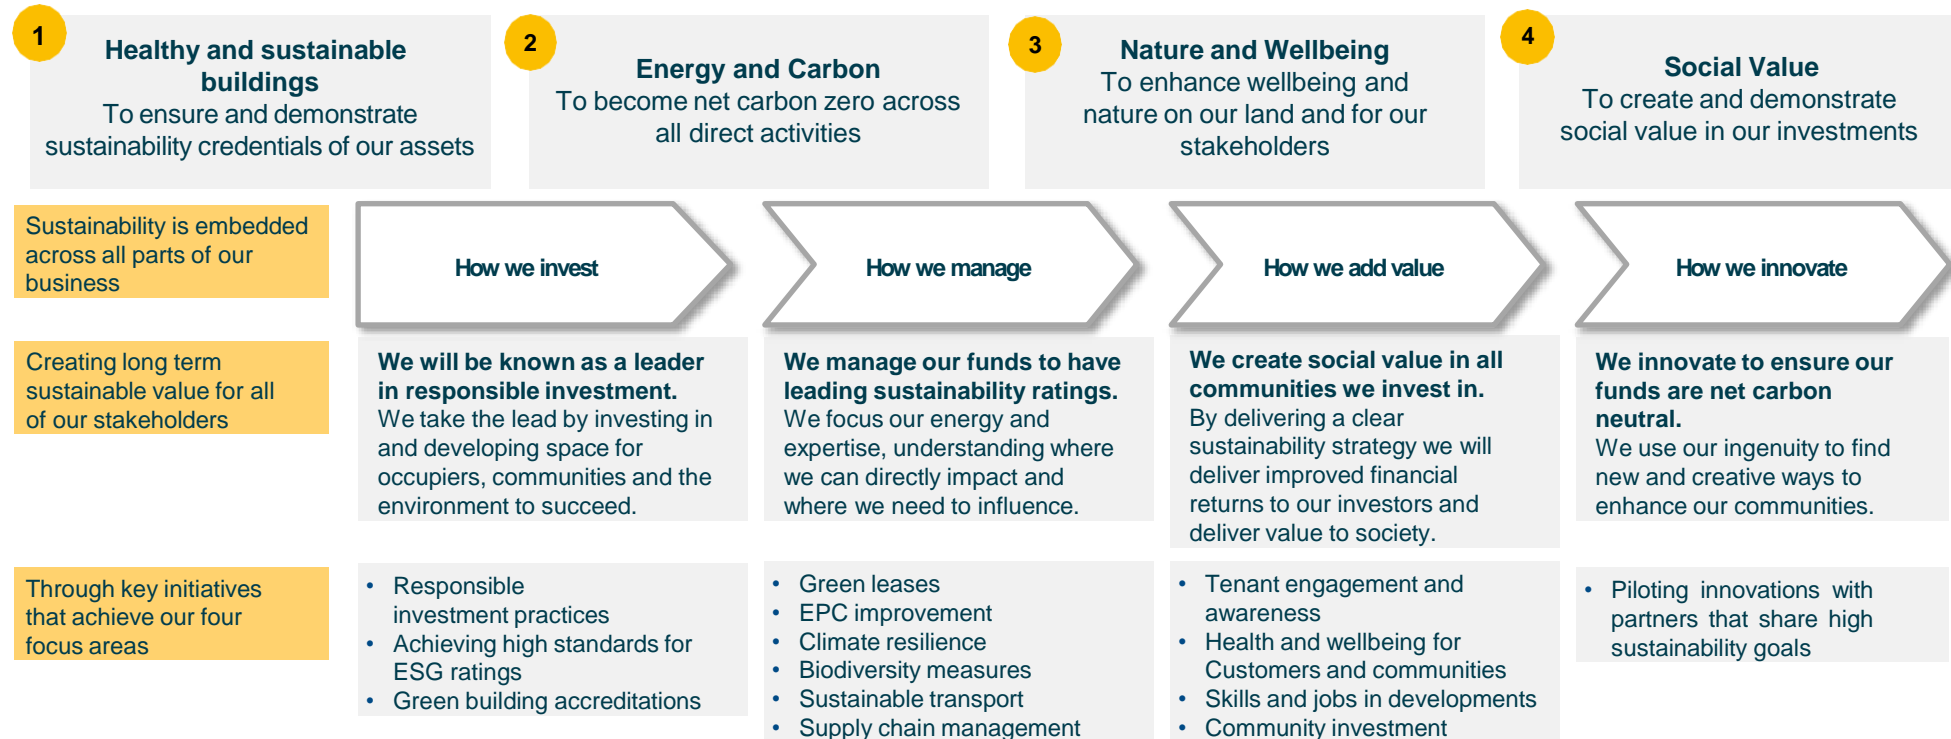 1
Healthy and sustainable
buildings
To ensure and demonstrate
sustainability credentials of our assets
2
Energy and Carbon
To become net carbon zero across
all direct activities
3
Nature and Wellbeing
To enhance wellbeing and
nature on our land and for our
stakeholders
4
Social Value
To create and demonstrate
social value in our investments
Sustainability is embedded
across all parts of our
business
How we invest
How we manage
How we add value
How we innovate
Creating long term
sustainable value for all
of our stakeholders
We will be known as a leader
in responsible investment.
We take the lead by investing in
and developing space for
occupiers, communities and the
environment to succeed.
We manage our funds to have
leading sustainability ratings.
We focus our energy and
expertise, understanding where
we can directly impact and
where we need to influence.
We create social value in all
communities we invest in.
By delivering a clear
sustainability strategy we will
deliver improved financial
returns to our investors and
deliver value to society.
We innovate to ensure our
funds are net carbon
neutral.
We use our ingenuity to find
new and creative ways to
enhance our communities.
Through key initiatives
that achieve our four
focus areas
• Responsible
investment practices
• Achieving high standards for
ESG ratings
• Green building accreditations
• Green leases
• EPC improvement
• Climate resilience
• Biodiversity measures
• Sustainable transport
• Supply chain management
• Tenant engagement and
awareness
• Health and wellbeing for
Customers and communities
• Skills and jobs in developments
• Community investment
• Piloting innovations with
partners that share high
sustainability goals